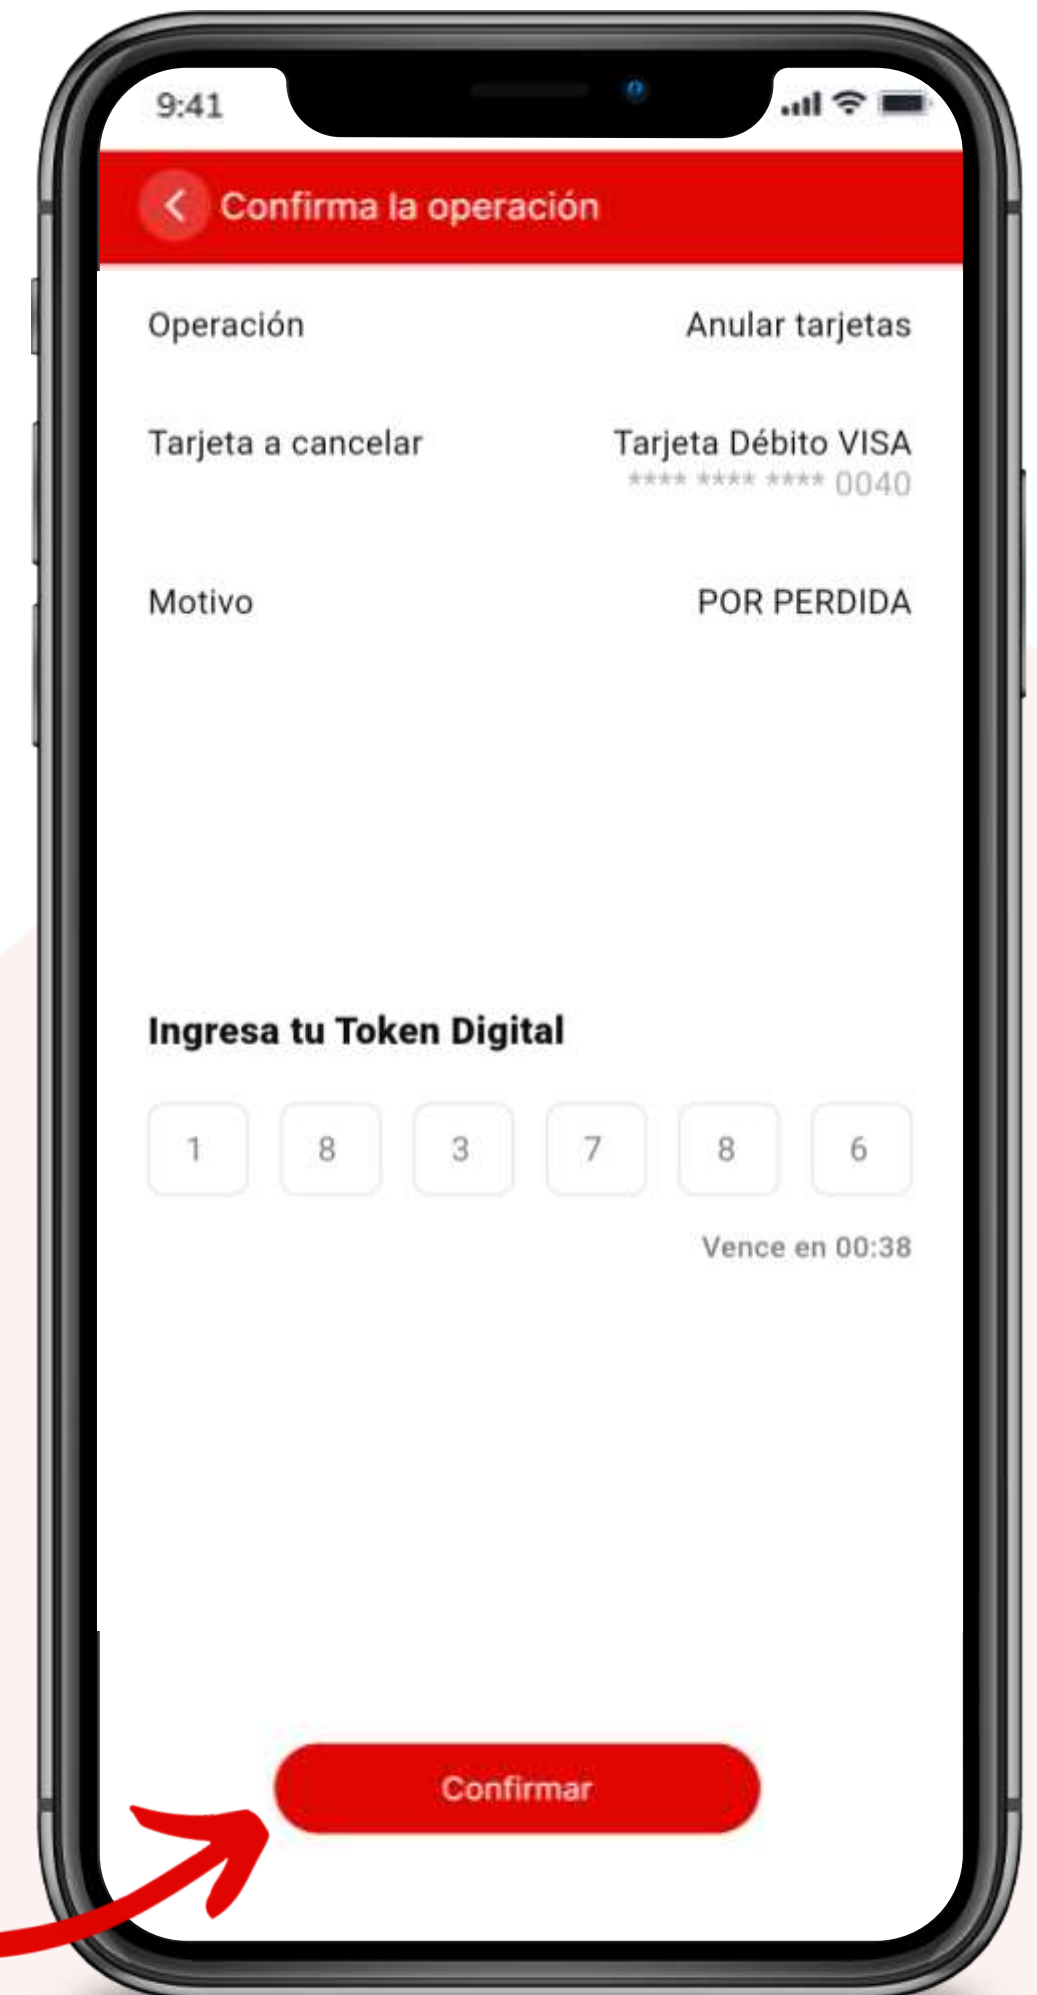 9:41
Confirma la operación
Operación Anular tarjetas
Tarjeta a cancelar Tarjeta Débito VISA
**** **** **** 0040
Motivo POR PERDIDA
Ingresa tu Token Digital
1 8 3 7 8 6
Vence en 00:38
Confirmar